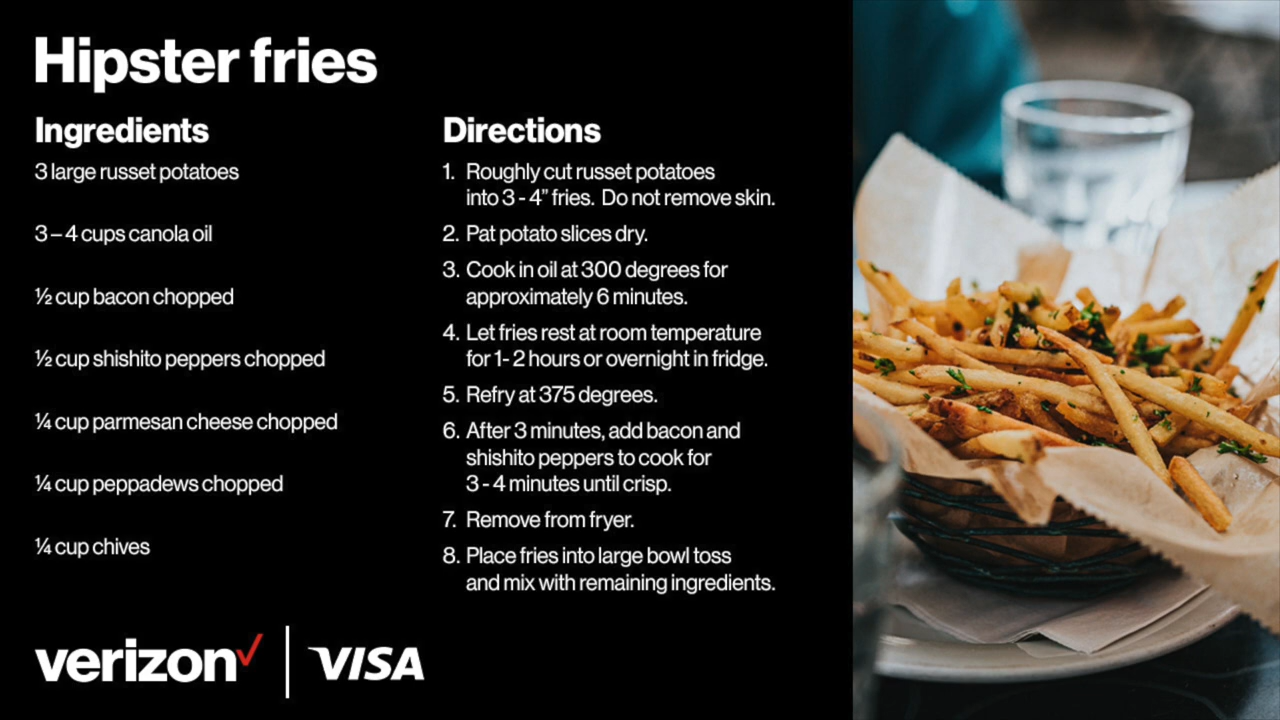 Hipster fries
Ingredients
3 large russet potatoes
3 – 4 cups canola oil
½ cup bacon chopped
½ cup shishito peppers chopped
¼ cup parmesan cheese chopped
¼ cup peppadews chopped
¼ cup chives
Directions
1. Roughly cut russet potatoes
into 3 - 4” fries. Do not remove skin.
2. Pat potato slices dry.
3. Cook in oil at 300 degrees for
approximately 6 minutes.
4. Let fries rest at room temperature
for 1- 2 hours or overnight in fridge.
5. Refry at 375 degrees.
6. After 3 minutes, add bacon and
shishito peppers to cook for
3 - 4 minutes until crisp.
7. Remove from fryer.
8. Place fries into large bowl toss
and mix with remaining ingredients.
verizon
VISA